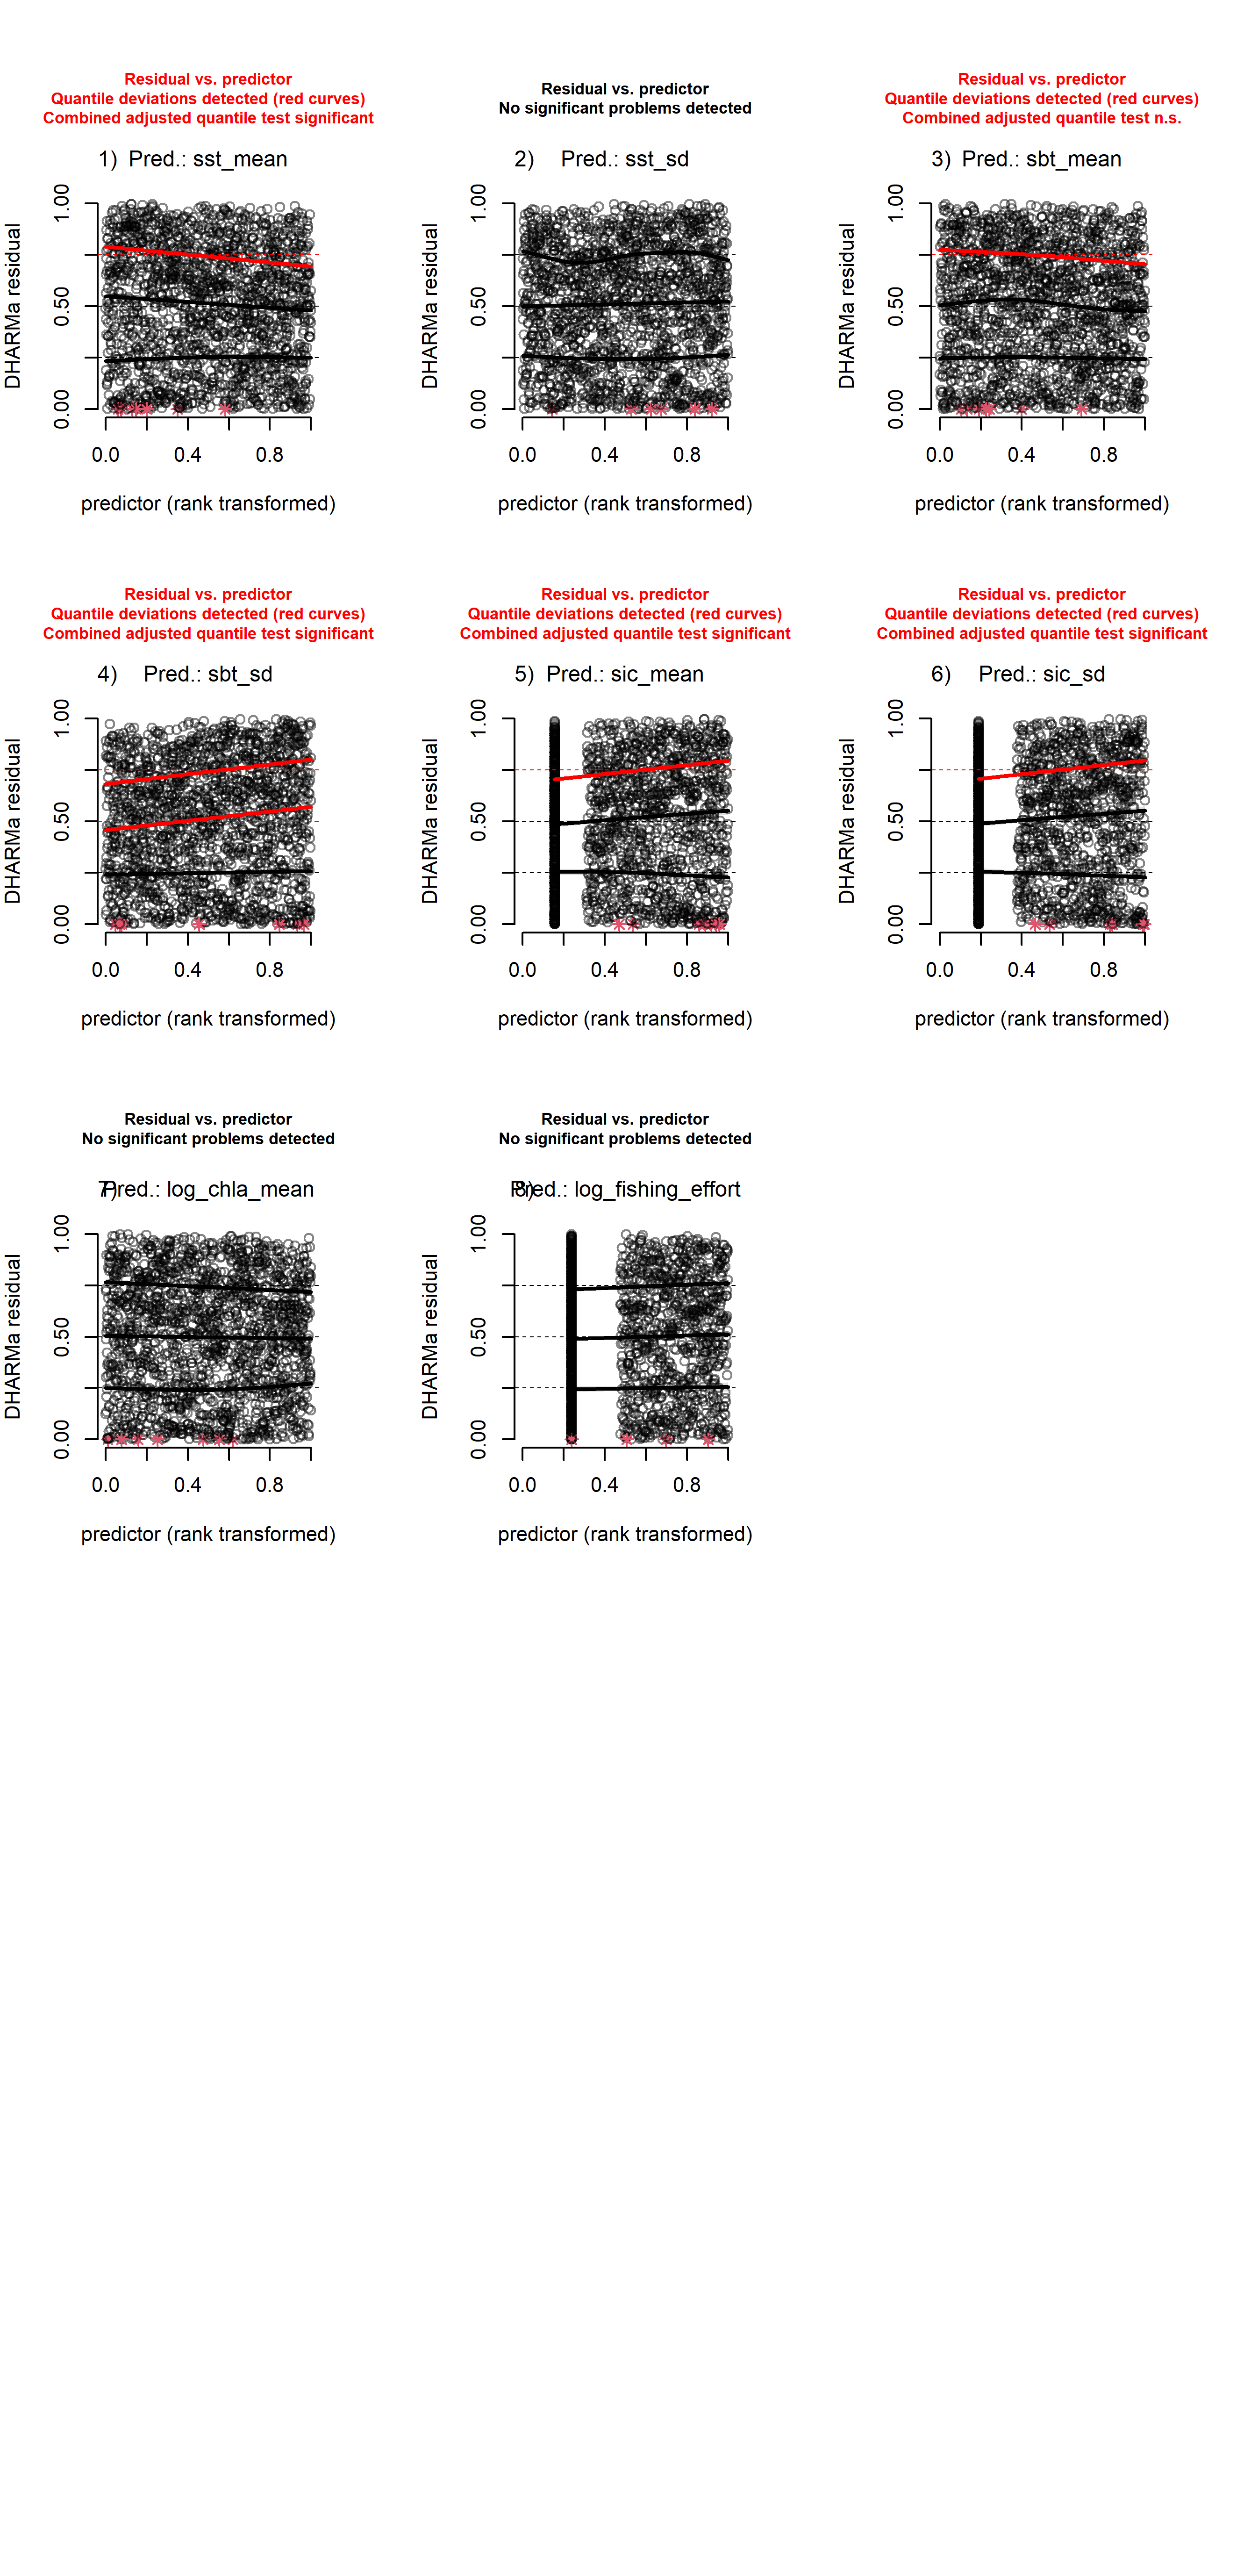 Residual vs. predictor
Quantile deviations detected (red curves)
Combined adjusted quantile test significant
1) Pred.: sst_mean
DHARMa residual
0.00 0.50 1.00
0.0 0.4 0.8
predictor (rank transformed)
Residual vs. predictor
No significant problems detected
2) Pred.: sst_sd
DHARMa residual
0.00 0.50 1.00
0.0 0.4 0.8
predictor (rank transformed)
Residual vs. predictor
Quantile deviations detected (red curves)
Combined adjusted quantile test n.s.
3) Pred.: sbt_mean
DHARMa residual
0.00 0.50 1.00
0.0 0.4 0.8
predictor (rank transformed)
Residual vs. predictor
Quantile deviations detected (red curves)
Combined adjusted quantile test significant
4) Pred.: sbt_sd
DHARMa residual
0.00 0.50 1.00
0.0 0.4 0.8
predictor (rank transformed)
Residual vs. predictor
Quantile deviations detected (red curves)
Combined adjusted quantile test significant
5) Pred.: sic_mean
DHARMa residual
0.00 0.50 1.00
0.0 0.4 0.8
predictor (rank transformed)
Residual vs. predictor
Quantile deviations detected (red curves)
Combined adjusted quantile test significant
6) Pred.: sic_sd
DHARMa residual
0.00 0.50 1.00
0.0 0.4 0.8
predictor (rank transformed)
Residual vs. predictor
No significant problems detected
7) Pred.: log_chla_mean
DHARMa residual
0.00 0.50 1.00
0.0 0.4 0.8
predictor (rank transformed)
Residual vs. predictor
No significant problems detected
8) Pred.: log_fishing_effort
DHARMa residual
0.00 0.50 1.00
0.0 0.4 0.8
predictor (rank transformed)